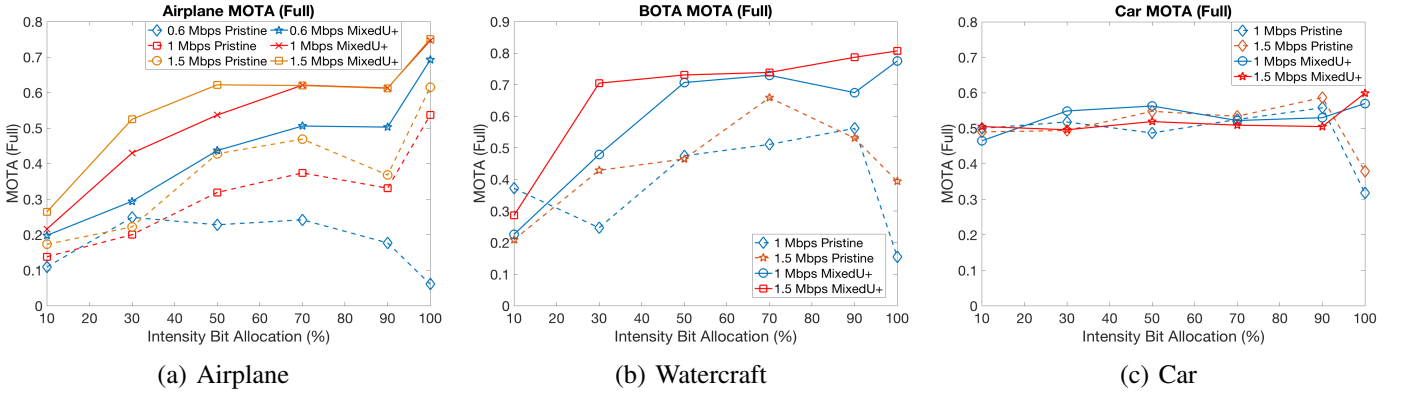 Airplane MOTA (Full)
0.6 Mbps Pristine
0.6 Mbps MixedU+
1 Mbps Pristine
1 Mbps MixedU+
1.5 Mbps Pristine
1.5 Mbps MixedU+
MOTA (Full)
0.8
0.7
0.6
0.5
0.4
0.3
0.2
0.1
0
10 20 30 40 50 60 70 80 90 100
Intensity Bit Allocation (%)
(a) Airplane
BOTA MOTA (Full)
MOTA (Full)
0.9
0.8
0.7
0.6
0.5
0.4
0.3
0.2
0.1
0
1 Mbps Pristine
1.5 Mbps Pristine
1 Mbps MixedU+
1.5 Mbps MixedU+
10 20 30 40 50 60 70 80 90 100
Intensity Bit Allocation (%)
(b) Watercraft
Car MOTA (Full)
1 Mbps Pristine
1.5 Mbps Pristine
1 Mbps MixedU+
1.5 Mbps MixedU+
MOTA (Full)
0.8
0.7
0.6
0.5
0.4
0.3
0.2
0.1
0
10 20 30 40 50 60 70 80 90 100
Intensity Bit Allocation (%)
(c) Car